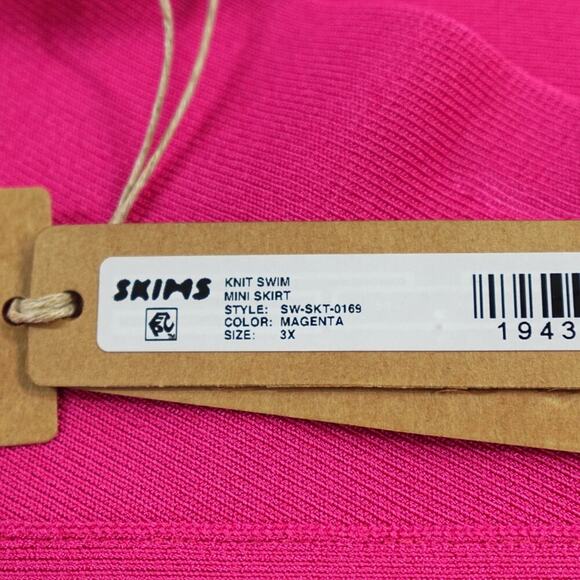 SKIMS
KNIT SWIM
MINI SKIRT
STYLE: SW-SKT-0169
COLOR: MAGENTA
SIZE: 3X
1943